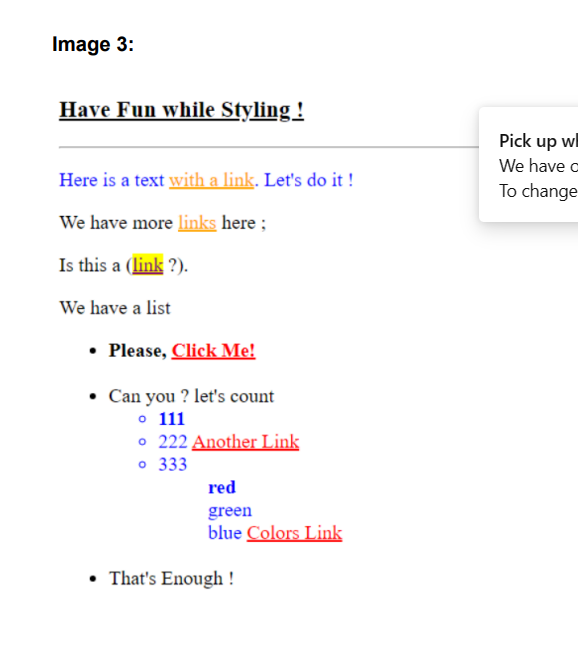 Image 3:
Have Fun while Styling !
Pick up
We have
To change
Here is a text with a link. Let's do it !
We have more links here ;
Is this a (link ?).
We have a list
Please, Click Me!
Can you ? let's count
111
222 Another Link
333
red
green
blue Colors Link
That's Enough !